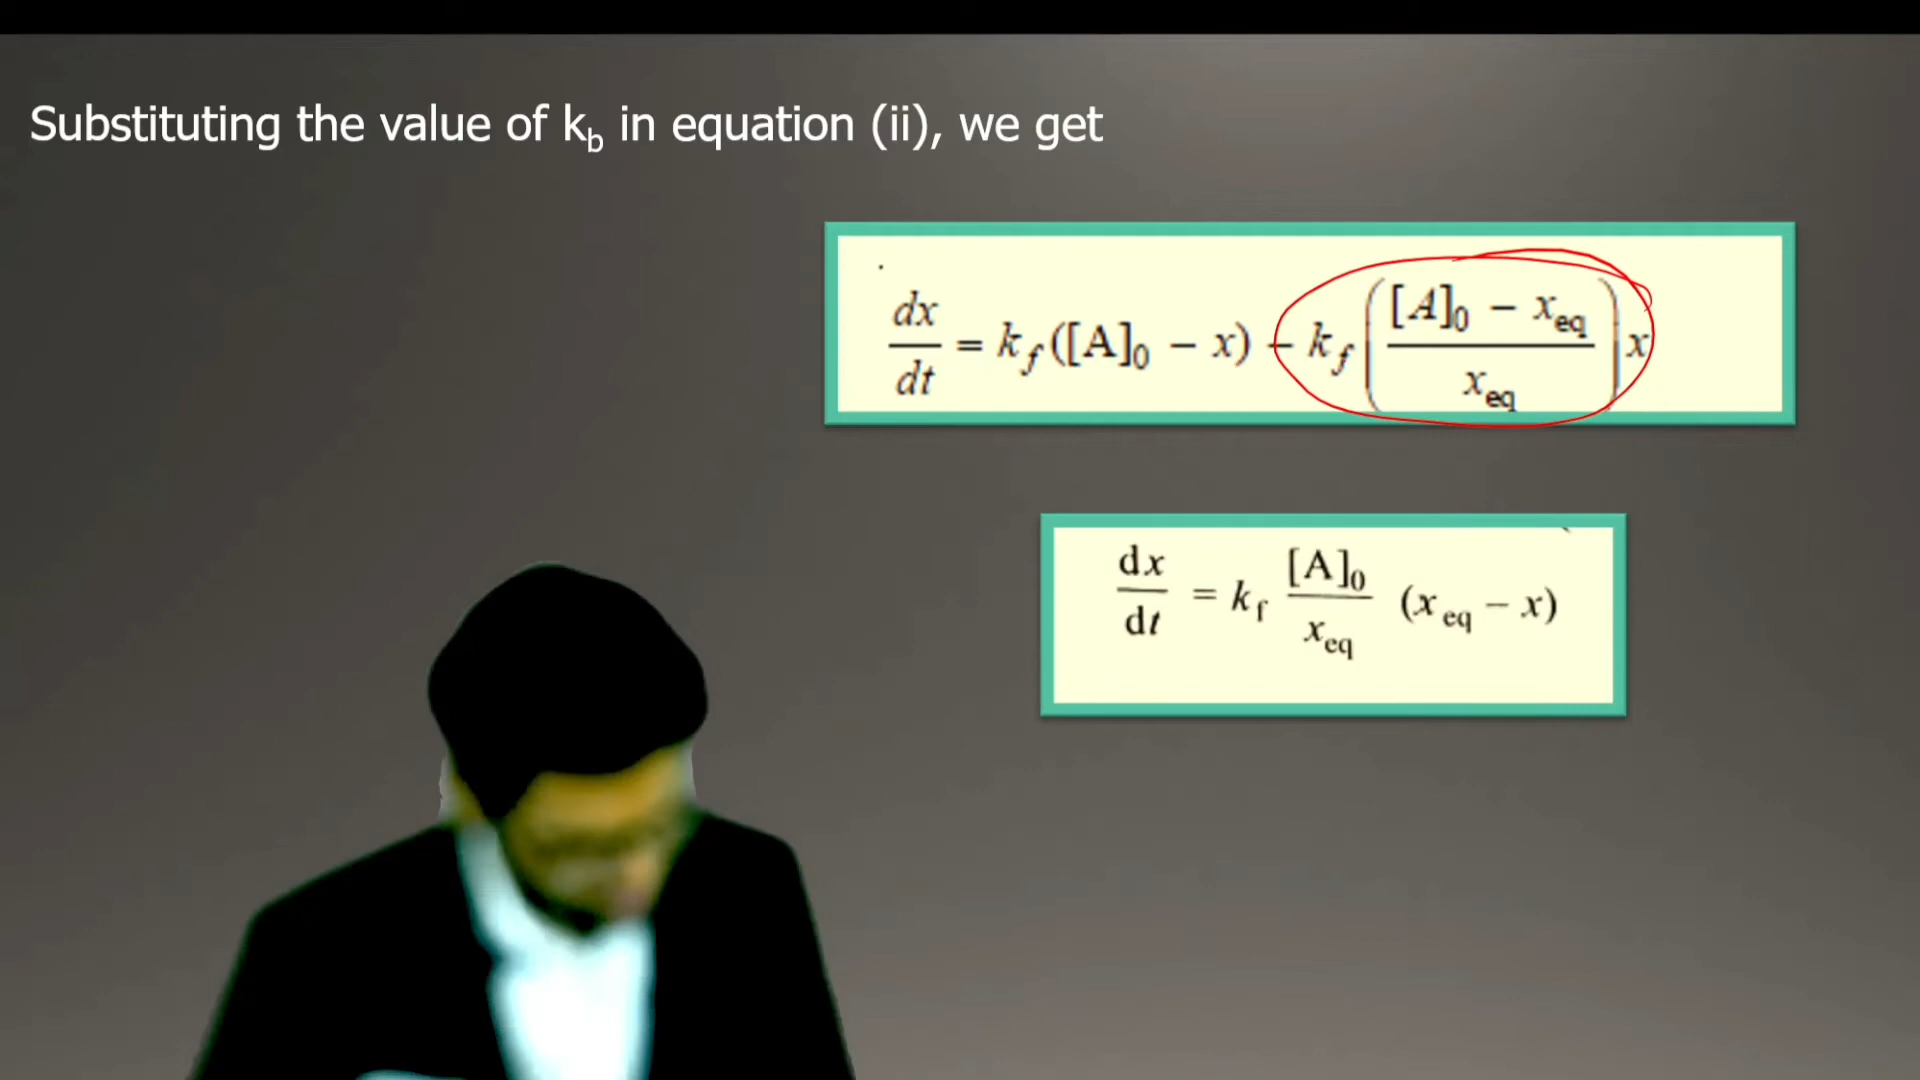 Substituting the value of k_b in equation (ii), we get
dx/dt = k_f([A]_0 − x) − k_f(([A]_0 − x_eq)/x_eq)x
dx/dt = k_f [A]_0/x_eq (x_eq − x)